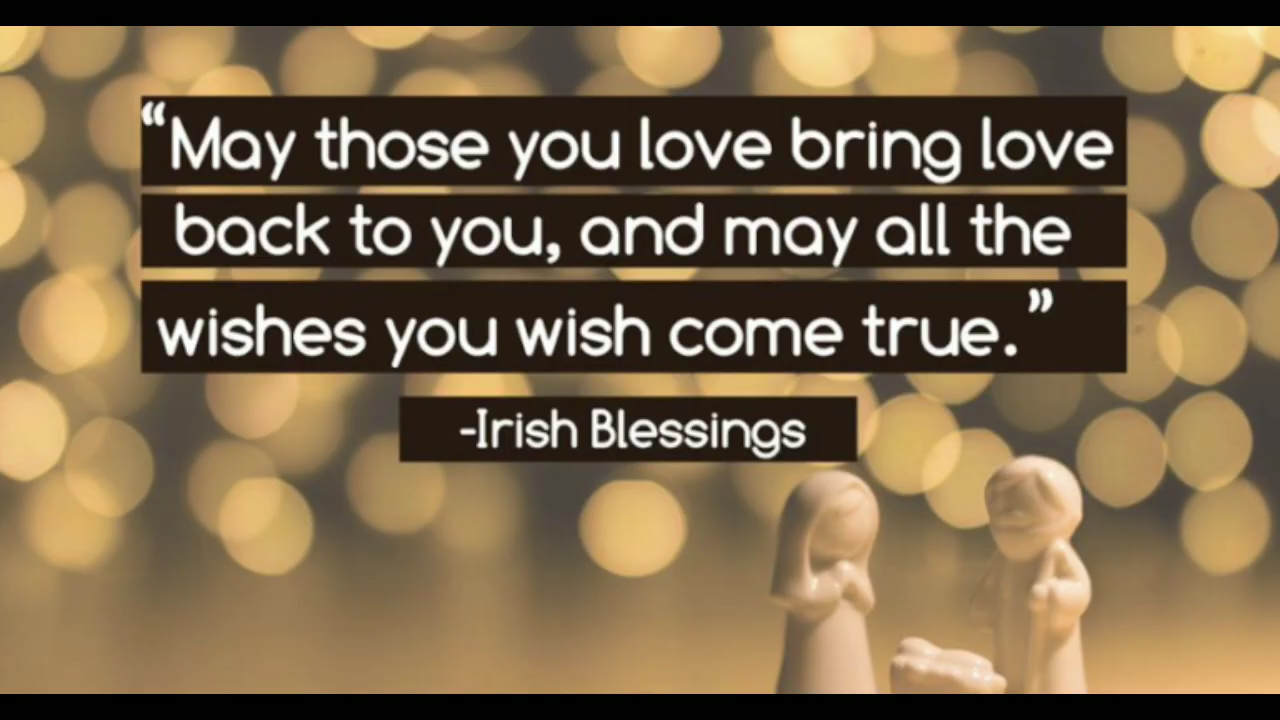 “May those you love bring love
back to you, and may all the
wishes you wish come true.”
-Irish Blessings